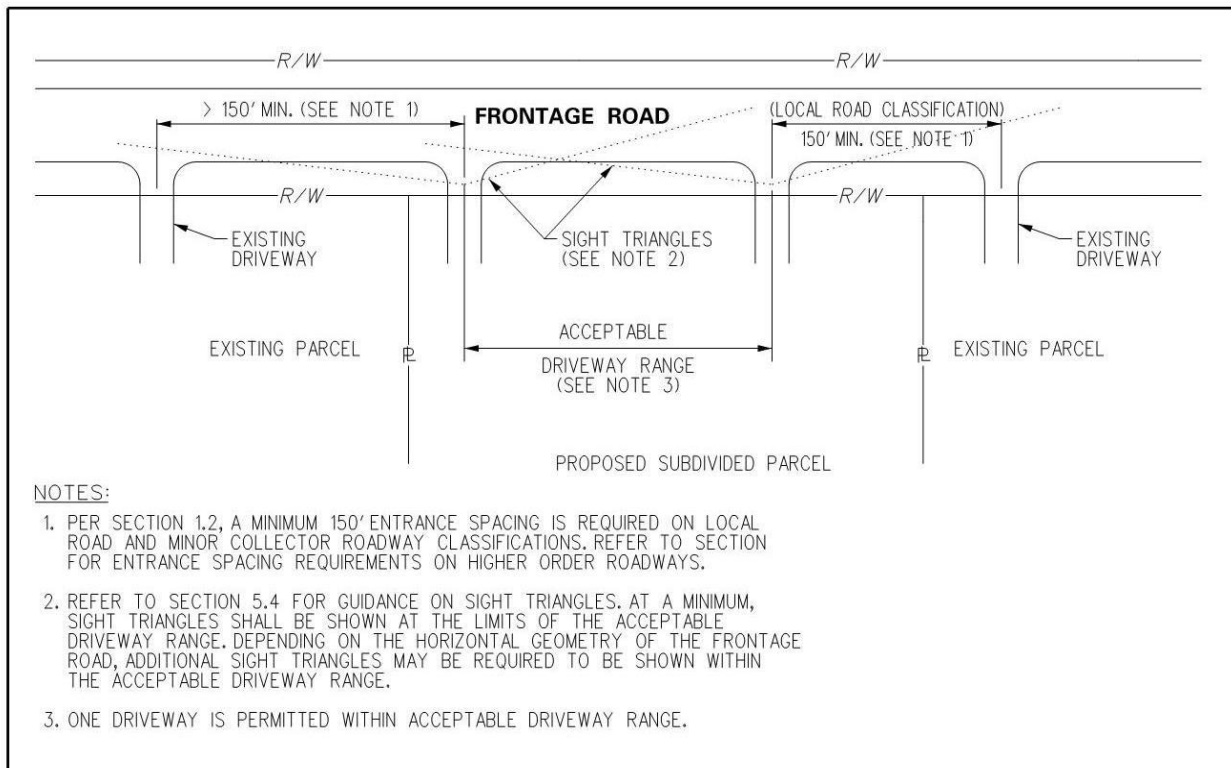 R/W
R/W
> 150' MIN. (SEE NOTE 1)
FRONTAGE ROAD
(LOCAL ROAD CLASSIFICATION)
150' MIN. (SEE NOTE 1)
R/W
R/W
EXISTING
DRIVEWAY
SIGHT TRIANGLES
(SEE NOTE 2)
EXISTING
DRIVEWAY
EXISTING PARCEL
PL
ACCEPTABLE
DRIVEWAY RANGE
(SEE NOTE 3)
PL
EXISTING PARCEL
PROPOSED SUBDIVIDED PARCEL
NOTES:
1. PER SECTION 1.2, A MINIMUM 150' ENTRANCE SPACING IS REQUIRED ON LOCAL
ROAD AND MINOR COLLECTOR ROADWAY CLASSIFICATIONS. REFER TO SECTION
FOR ENTRANCE SPACING REQUIREMENTS ON HIGHER ORDER ROADWAYS.
2. REFER TO SECTION 5.4 FOR GUIDANCE ON SIGHT TRIANGLES. AT A MINIMUM,
SIGHT TRIANGLES SHALL BE SHOWN AT THE LIMITS OF THE ACCEPTABLE
DRIVEWAY RANGE. DEPENDING ON THE HORIZONTAL GEOMETRY OF THE FRONTAGE
ROAD, ADDITIONAL SIGHT TRIANGLES MAY BE REQUIRED TO BE SHOWN WITHIN
THE ACCEPTABLE DRIVEWAY RANGE.
3. ONE DRIVEWAY IS PERMITTED WITHIN ACCEPTABLE DRIVEWAY RANGE.